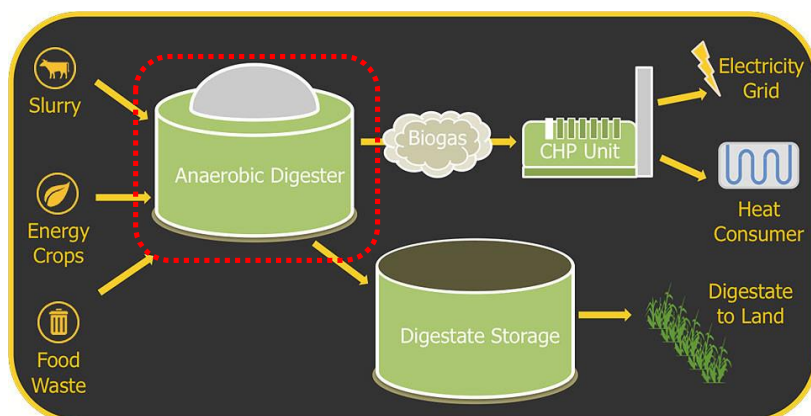 Slurry
Energy
Crops
Food
Waste
Anaerobic Digester
Biogas
CHP Unit
Electricity
Grid
Heat
Consumer
Digestate Storage
Digestate
to Land